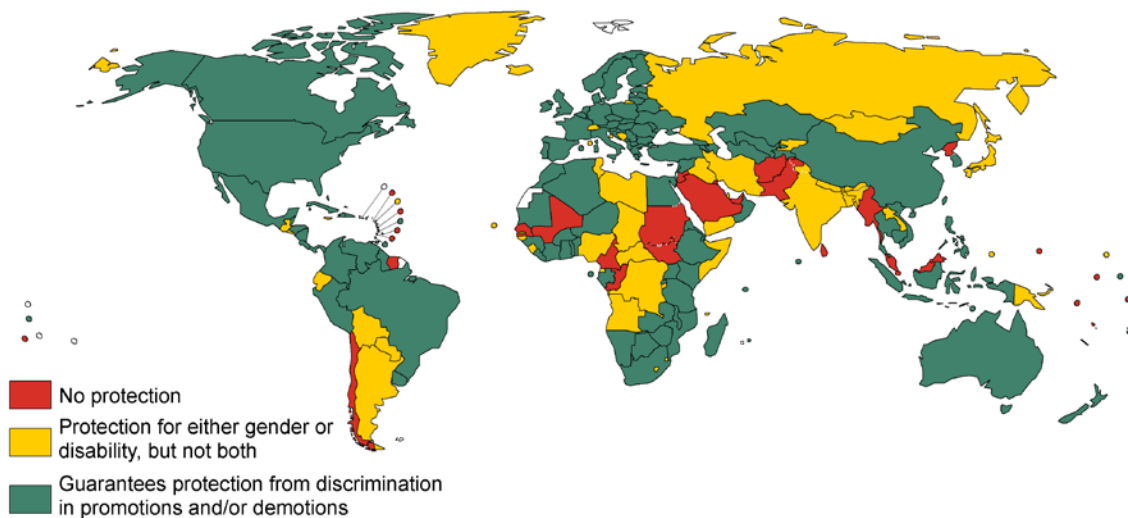 No protection
Protection for either gender or
disability, but not both
Guarantees protection from discrimination
in promotions and/or demotions